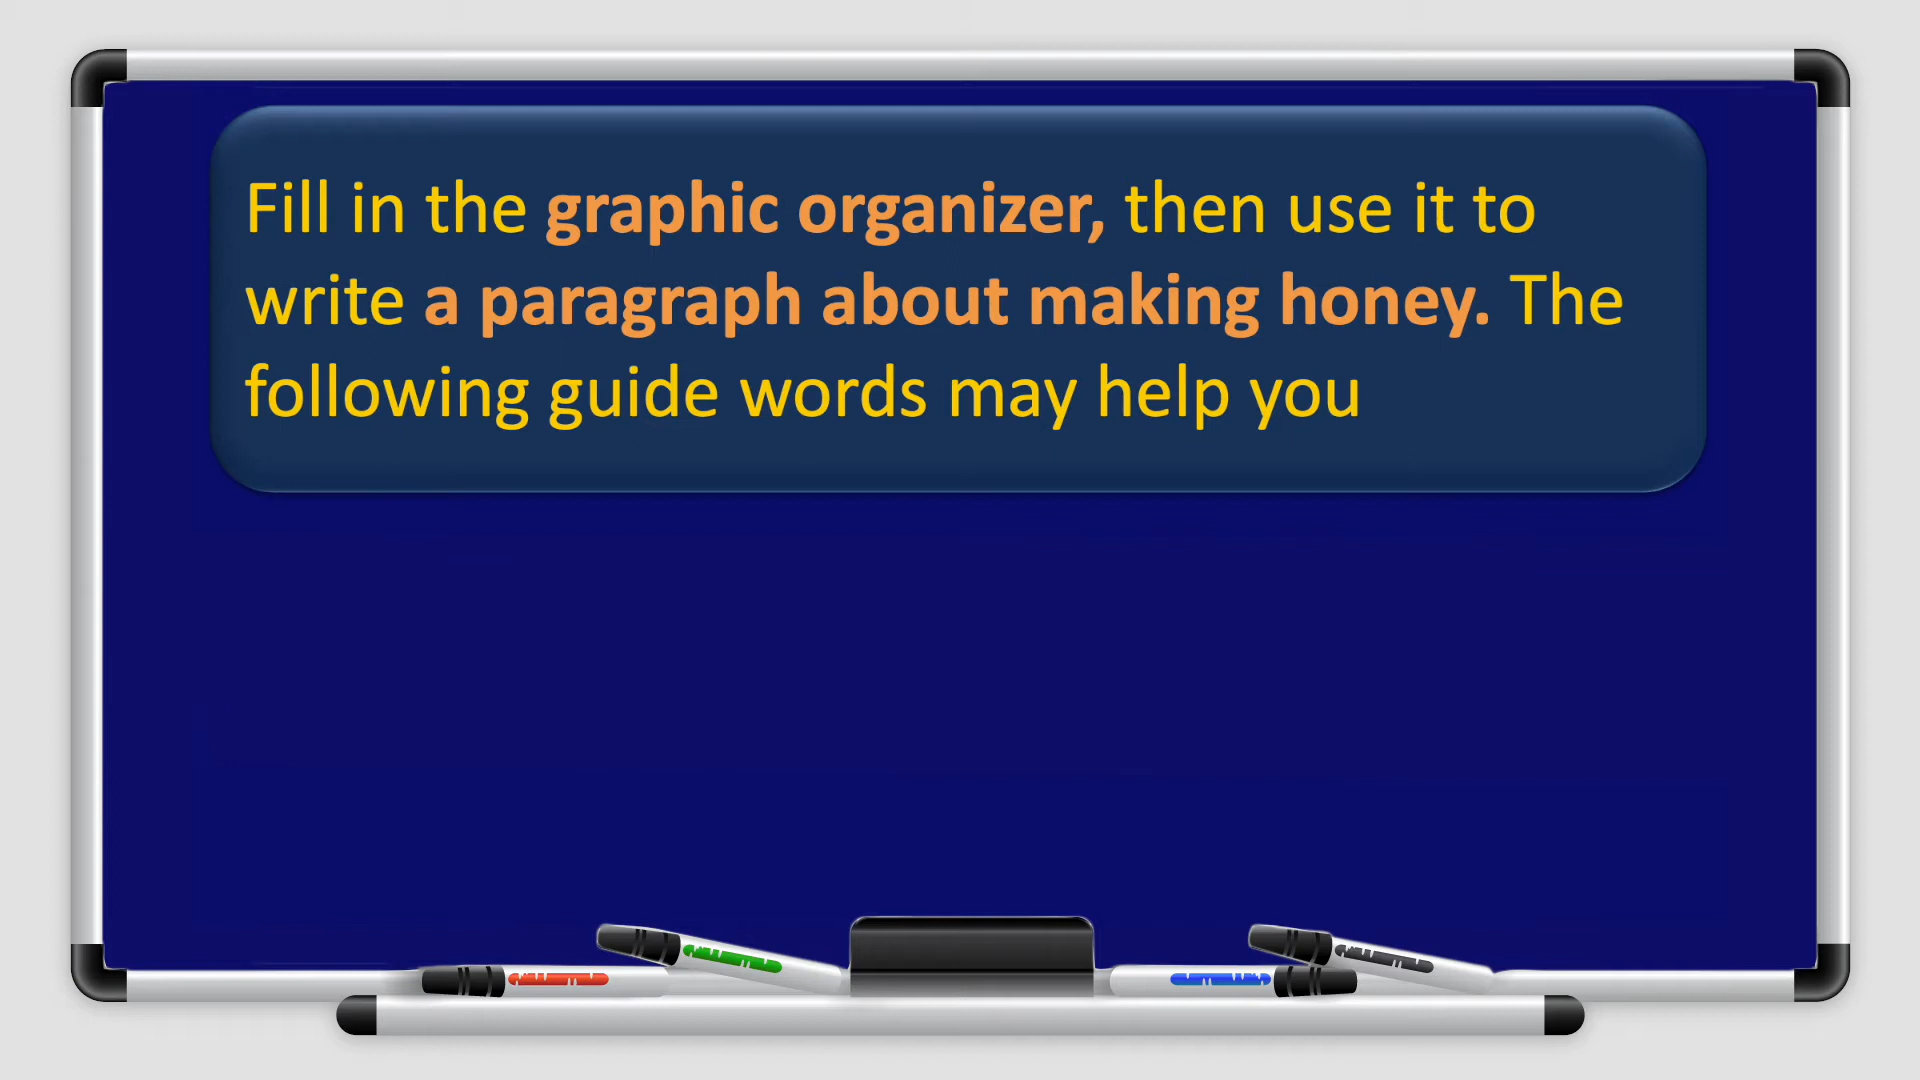 Fill in the graphic organizer, then use it to
write a paragraph about making honey. The
following guide words may help you